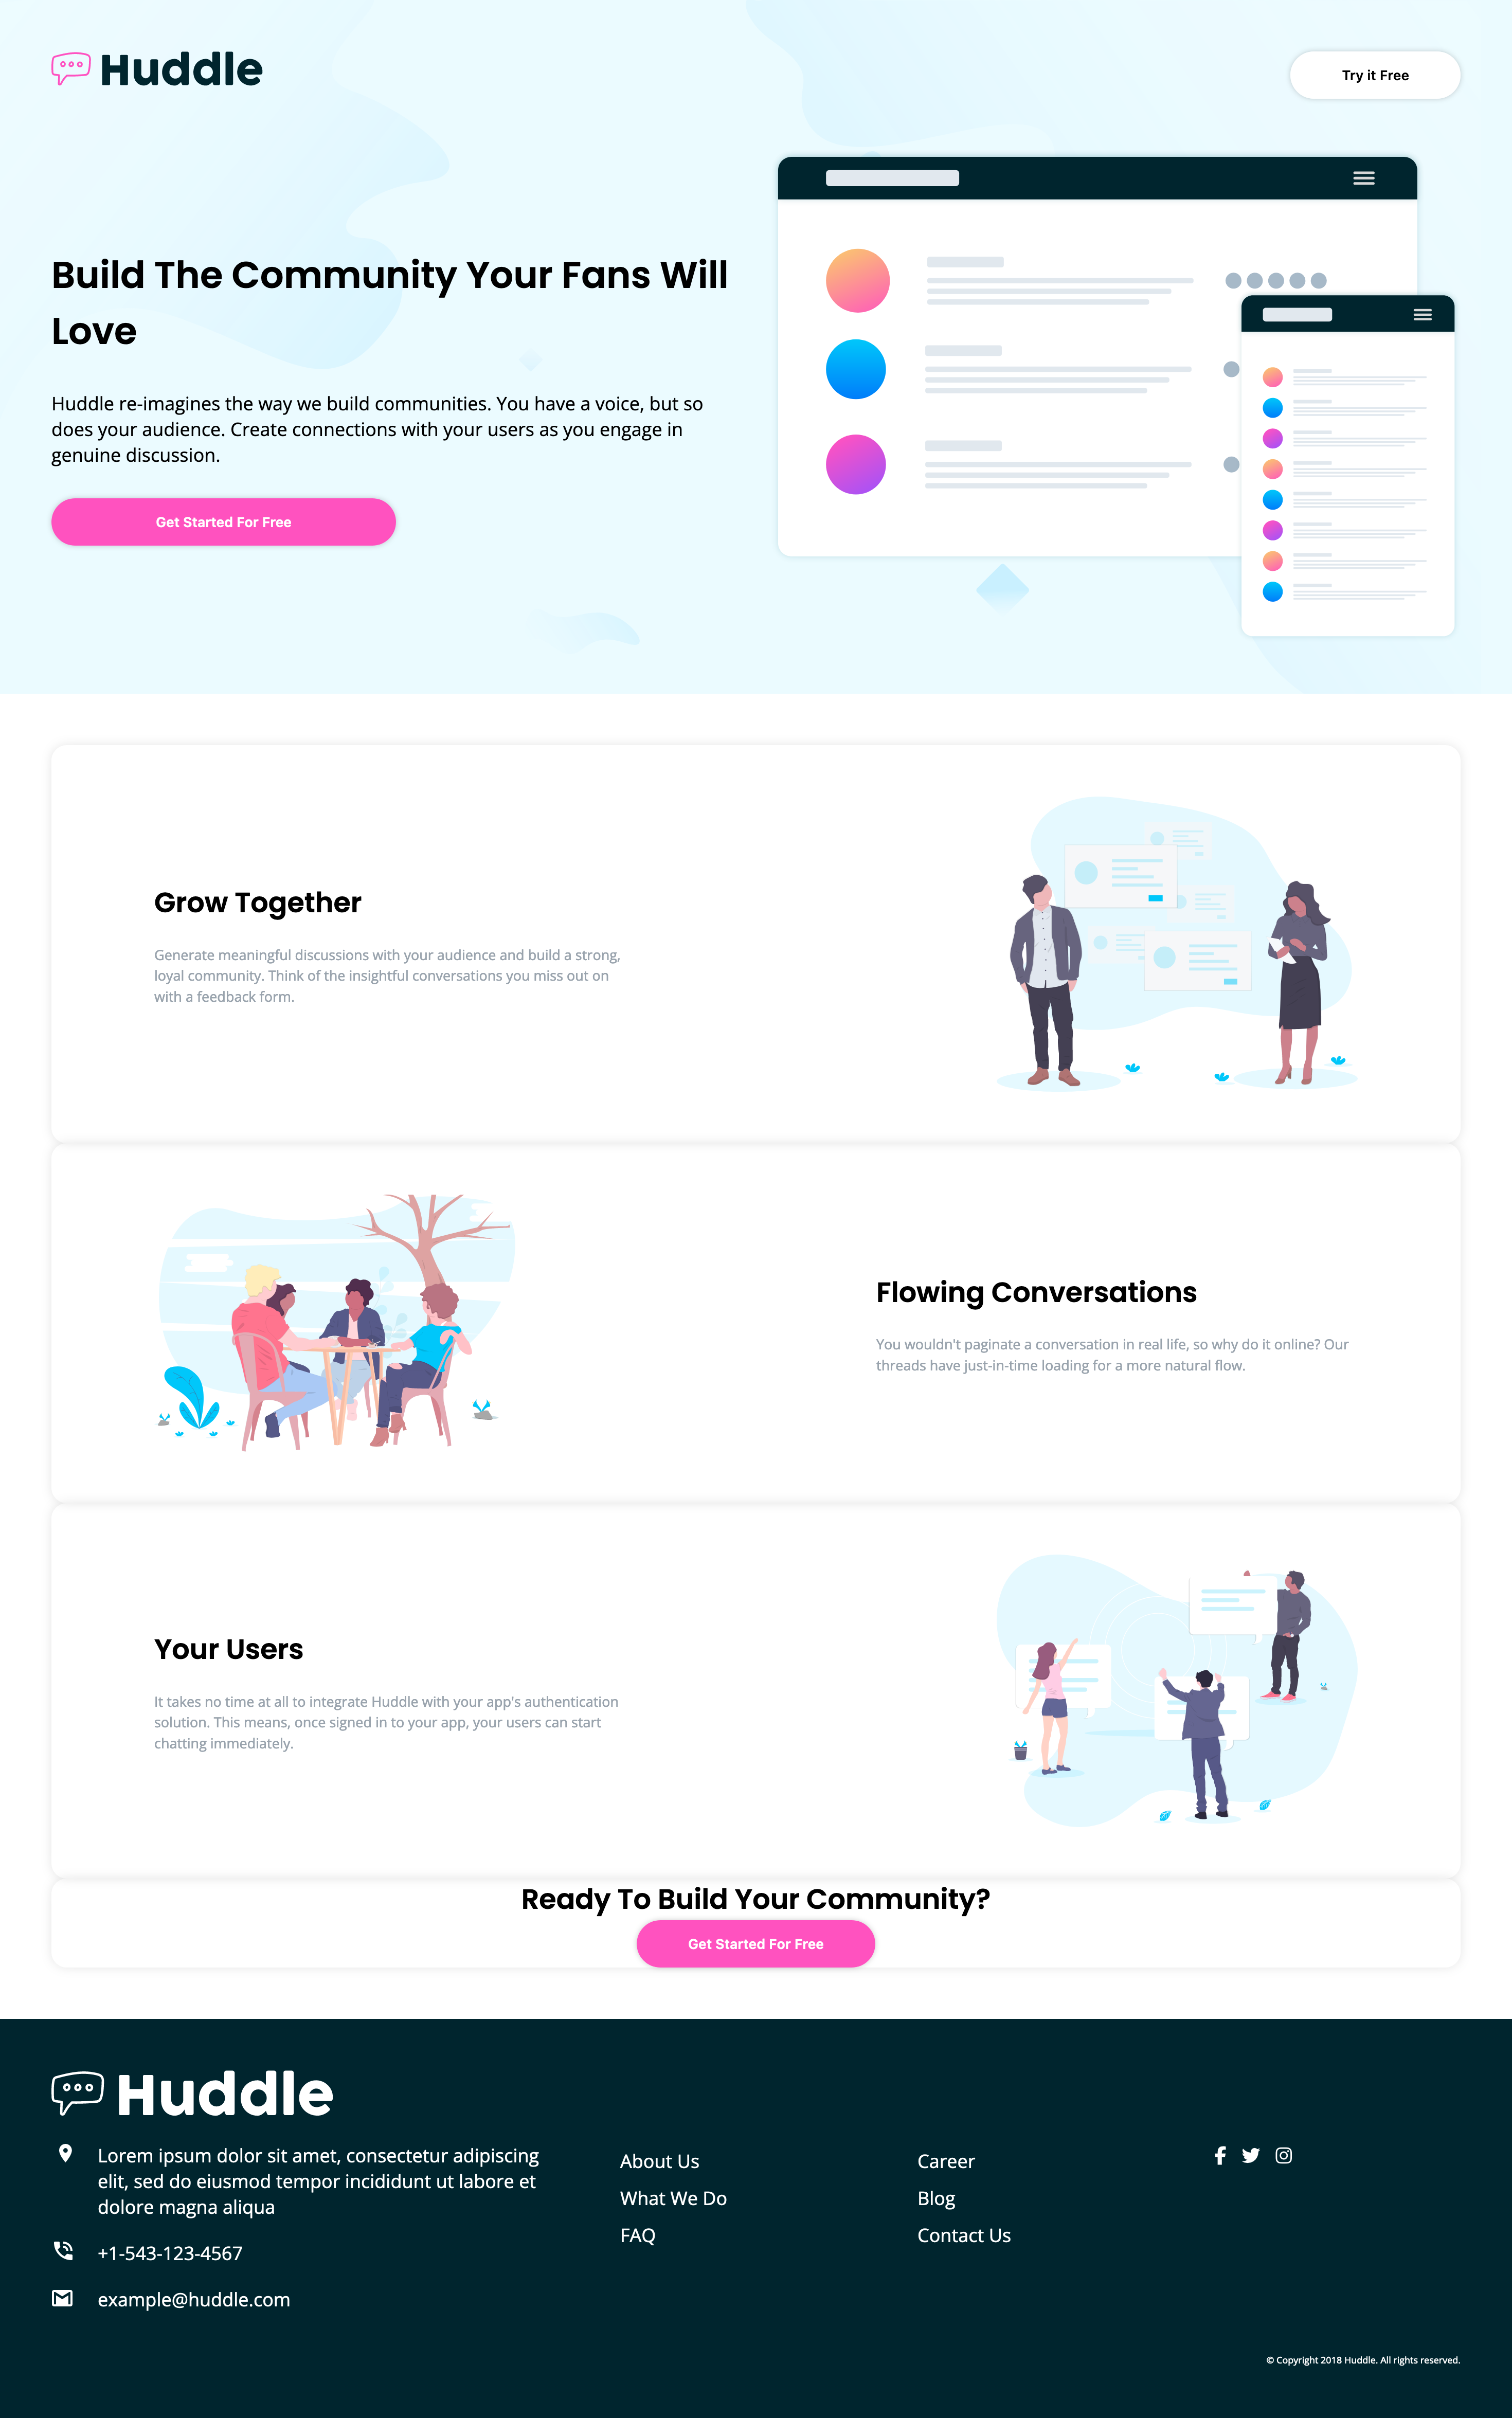 Huddle
Try it Free
Build The Community Your Fans Will
Love
Huddle re-imagines the way we build communities. You have a voice, but so
does your audience. Create connections with your users as you engage in
genuine discussion.
Get Started For Free
Grow Together
Generate meaningful discussions with your audience and build a strong,
loyal community. Think of the insightful conversations you miss out on
with a feedback form.
Flowing Conversations
You wouldn't paginate a conversation in real life, so why do it online? Our
threads have just-in-time loading for a more natural flow.
Your Users
It takes no time at all to integrate Huddle with your app's authentication
solution. This means, once signed in to your app, your users can start
chatting immediately.
Ready To Build Your Community?
Get Started For Free
Huddle
Lorem ipsum dolor sit amet, consectetur adipiscing
elit, sed do eiusmod tempor incididunt ut labore et
dolore magna aliqua
+1-543-123-4567
example@huddle.com
About Us
What We Do
FAQ
Career
Blog
Contact Us
© Copyright 2018 Huddle. All rights reserved.